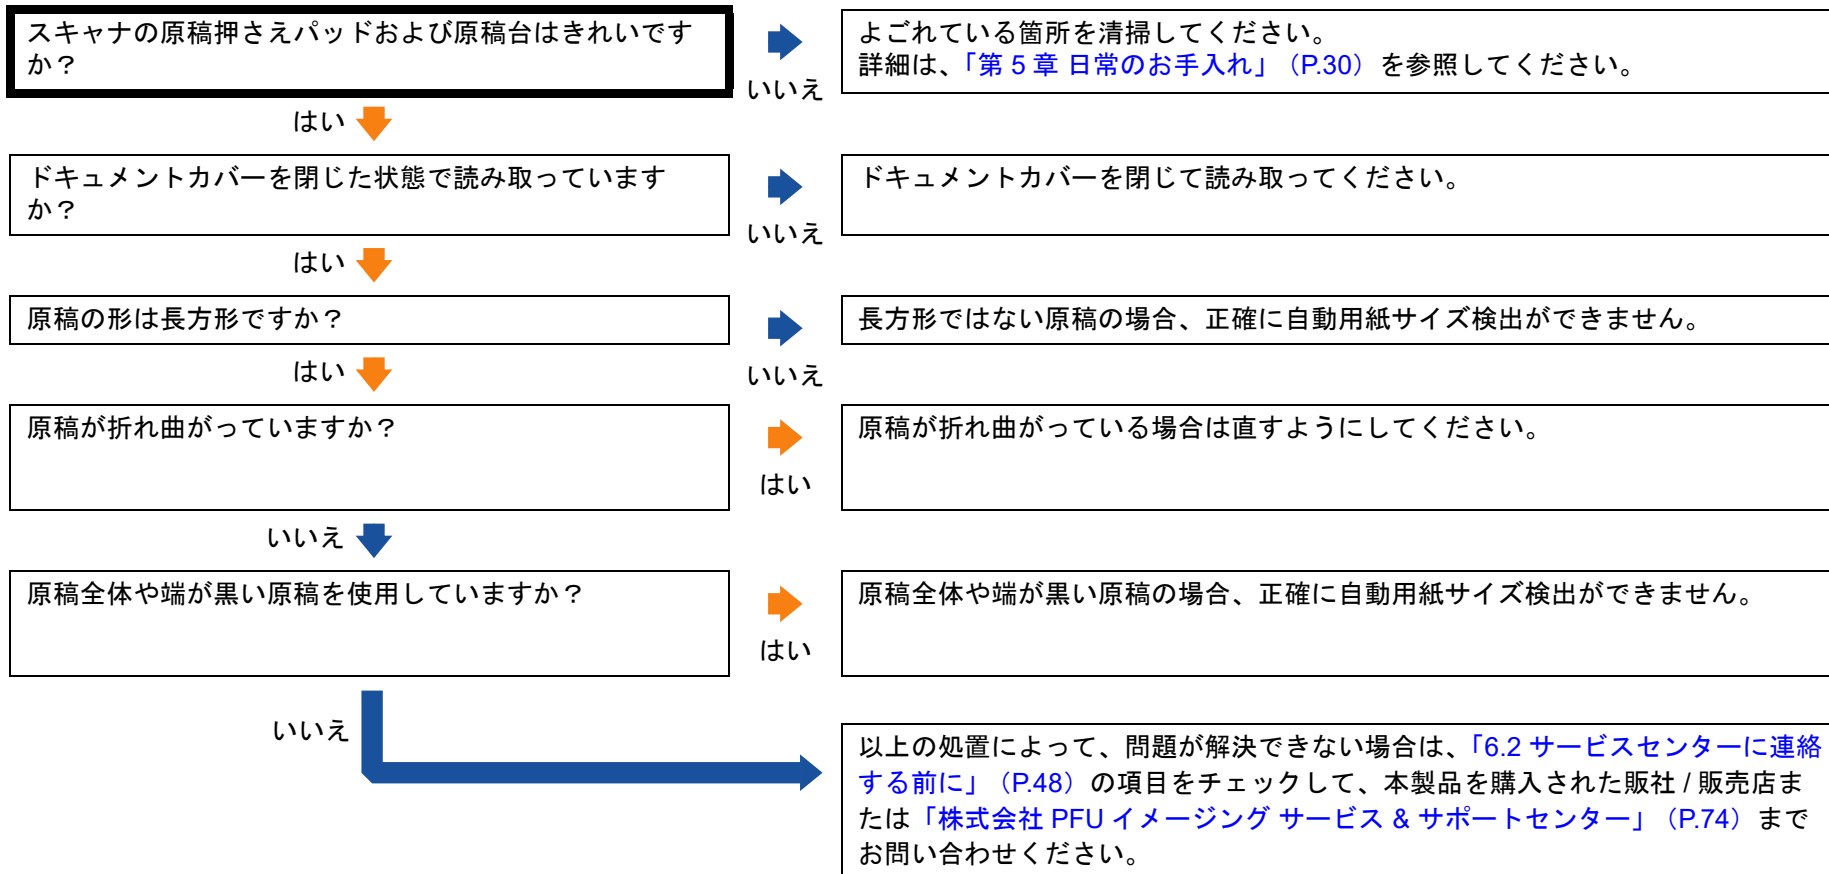 スキャナの原稿押さえパッドおよび原稿台はきれいです
か？
いいえ
よごれている箇所を清掃してください。
詳細は、「第 5 章 日常のお手入れ」（P.30）を参照してください。
はい
ドキュメントカバーを閉じた状態で読み取っています
か？
いいえ
ドキュメントカバーを閉じて読み取ってください。
はい
原稿の形は長方形ですか？
いいえ
長方形ではない原稿の場合、正確に自動用紙サイズ検出ができません。
はい
原稿が折れ曲がっていますか？
はい
原稿が折れ曲がっている場合は直すようにしてください。
いいえ
原稿全体や端が黒い原稿を使用していますか？
はい
原稿全体や端が黒い原稿の場合、正確に自動用紙サイズ検出ができません。
いいえ
以上の処置によって、問題が解決できない場合は、「6.2 サービスセンターに連絡
する前に」（P.48）の項目をチェックして、本製品を購入された販社 / 販売店ま
たは「株式会社 PFU イメージング サービス & サポートセンター」（P.74）まで
お問い合わせください。